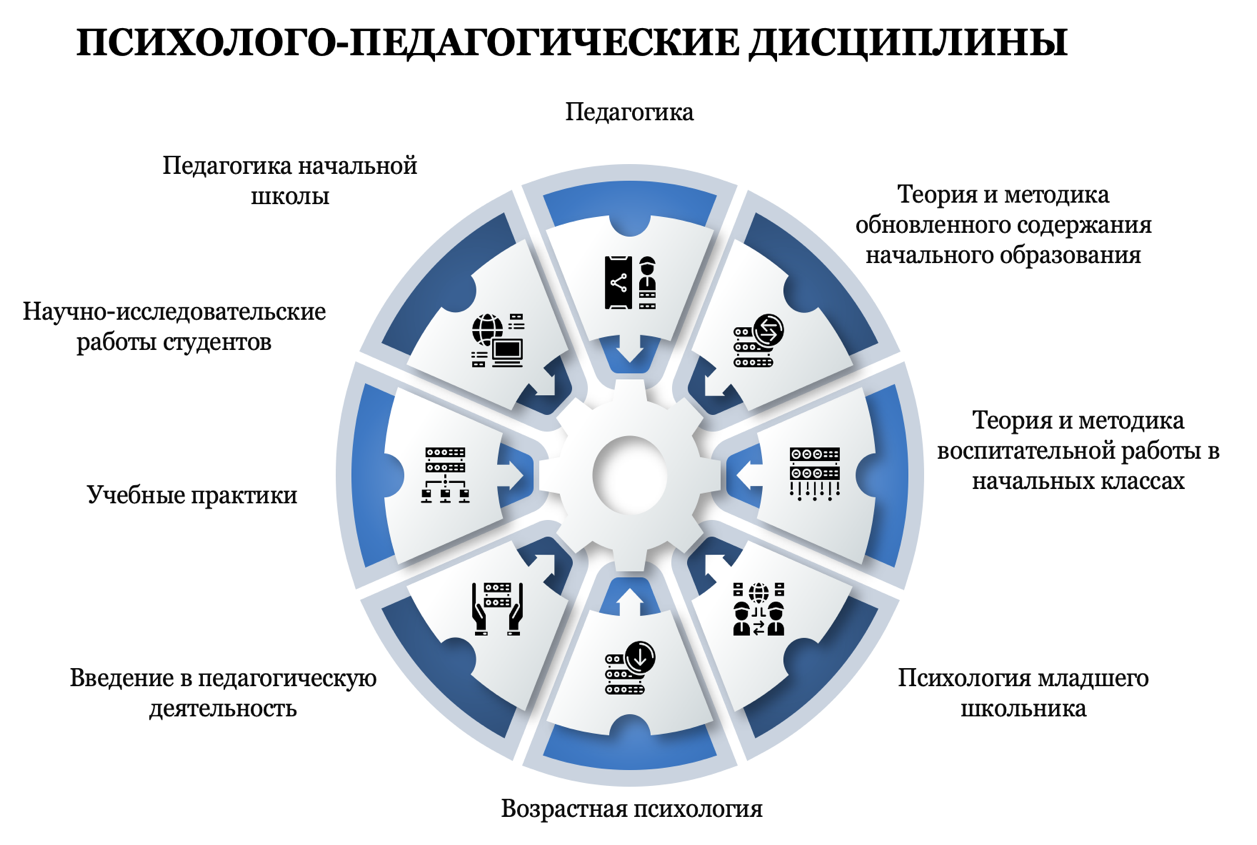 ПСИХОЛОГО-ПЕДАГОГИЧЕСКИЕ ДИСЦИПЛИНЫ
Педагогика
Педагогика начальной
школы
Теория и методика
обновленного содержания
начального образования
Научно-исследовательские
работы студентов
Теория и методика
воспитательной работы в
начальных классах
Учебные практики
Введение в педагогическую
деятельность
Психология младшего
школьника
Возрастная психология